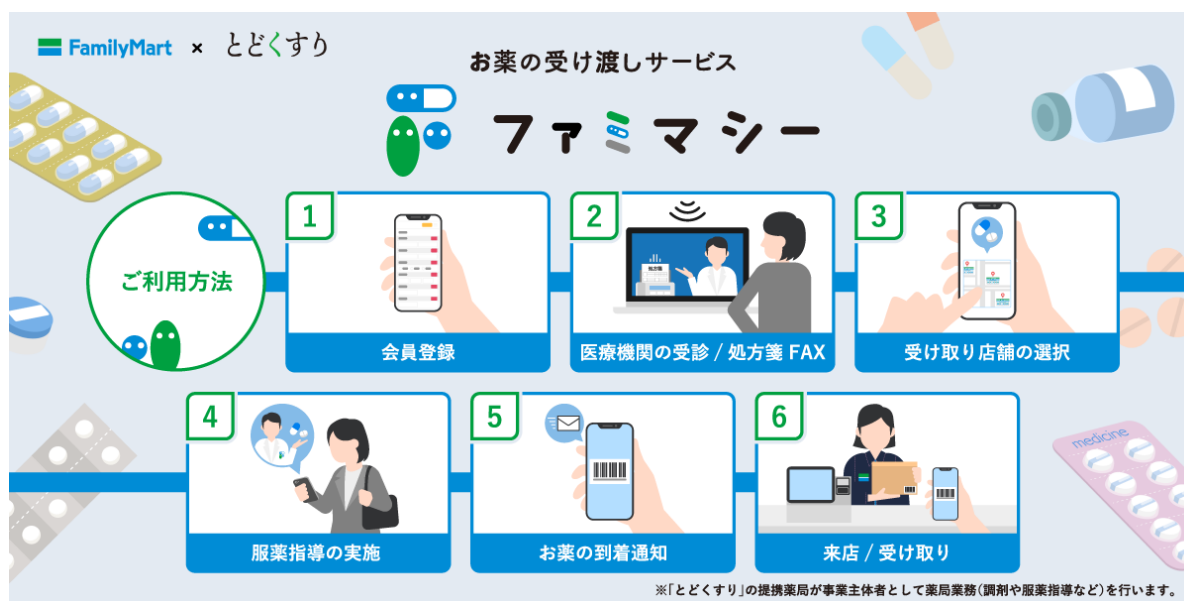 FamilyMart × とどくすり
お薬の受け渡しサービス
ファミマシー
ご利用方法
1
会員登録
2
処方箋
医療機関の受診 / 処方箋 FAX
3
受け取り店舗の選択
4
服薬指導の実施
5
お薬の到着通知
6
来店 / 受け取り
medicine
※「とどくすり」の提携薬局が事業主体者として薬局業務(調剤や服薬指導など)を行います。